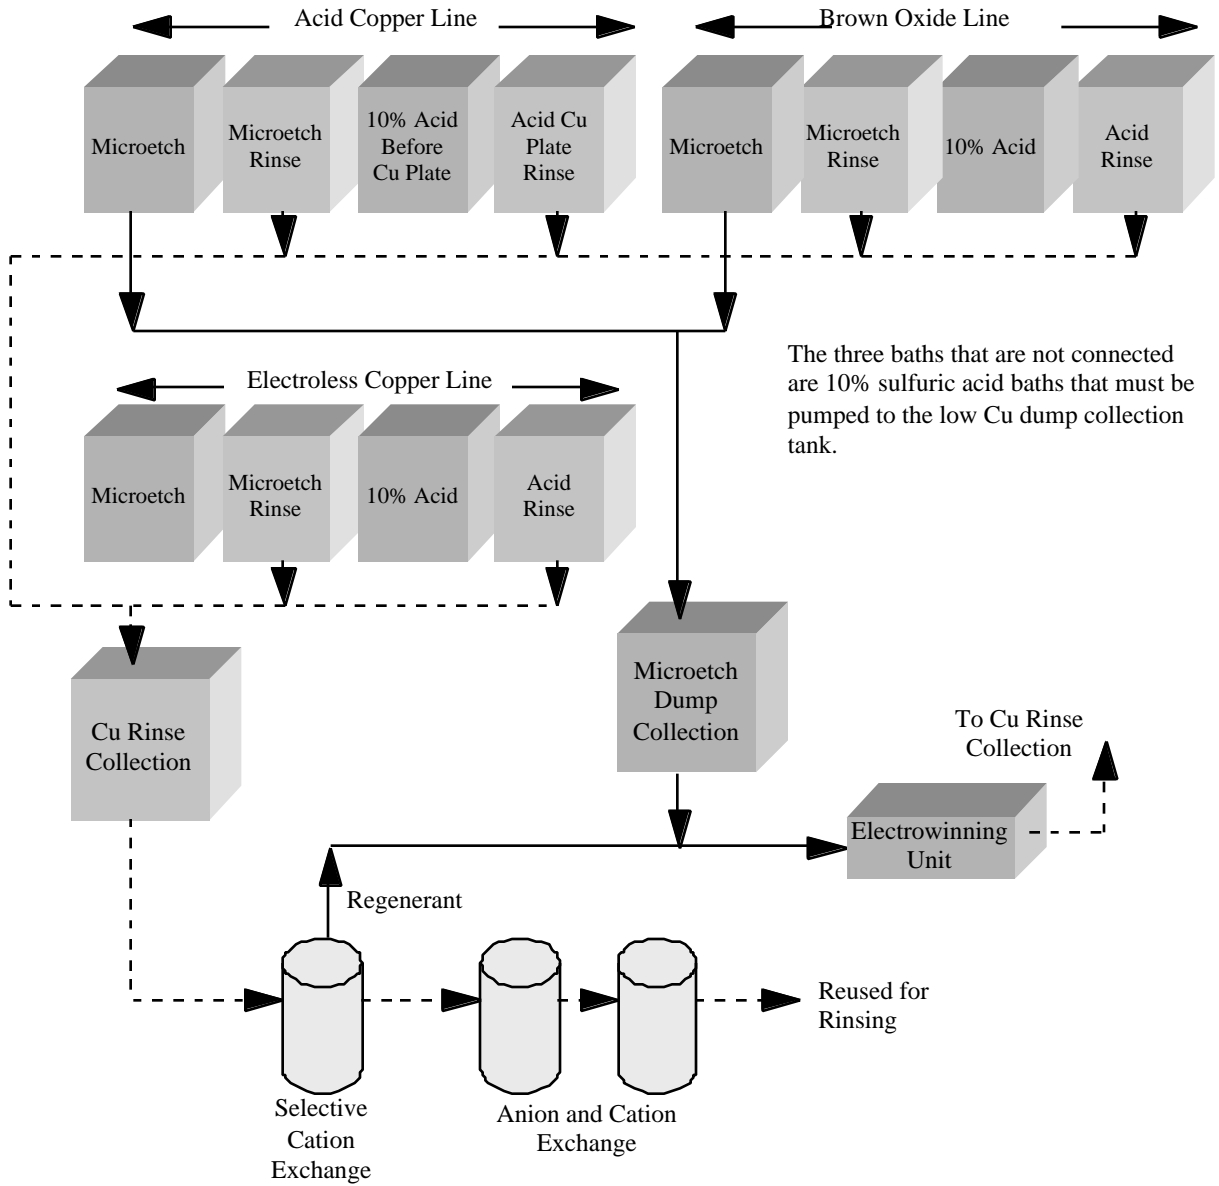 Acid Copper Line
Brown Oxide Line
Microetch
Microetch
Rinse
10% Acid
Before
Cu Plate
Acid Cu
Plate
Rinse
Microetch
Microetch
Rinse
10% Acid
Acid
Rinse
The three baths that are not connected
are 10% sulfuric acid baths that must be
pumped to the low Cu dump collection
tank.
Electroless Copper Line
Microetch
Microetch
Rinse
10% Acid
Acid
Rinse
Cu Rinse
Collection
Microetch
Dump
Collection
To Cu Rinse
Collection
Electrowinning
Unit
Regenerant
Reused for
Rinsing
Selective
Cation
Exchange
Anion and Cation
Exchange